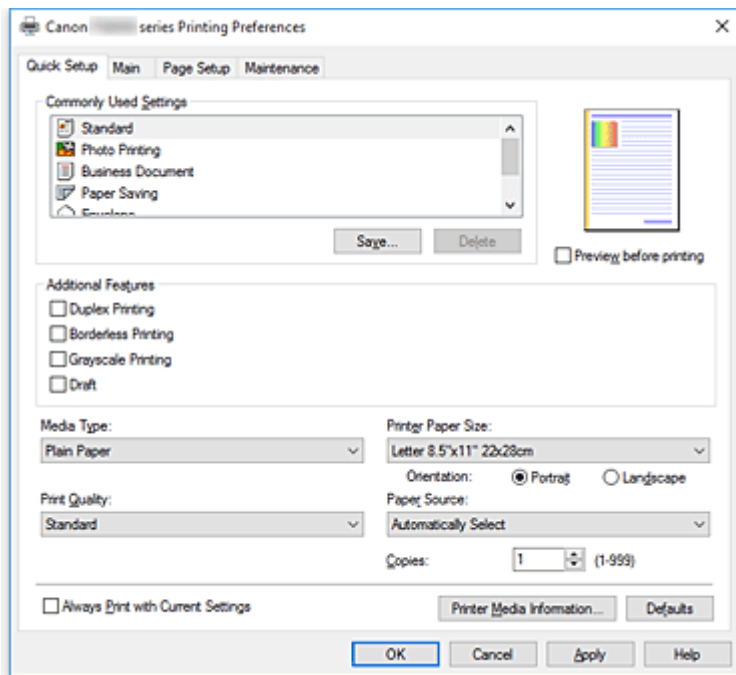 Canon series Printing Preferences
Quick Setup Main Page Setup Maintenance
Commonly Used Settings
Standard
Photo Printing
Business Document
Paper Saving
Envelope
Save... Delete
Preview before printing
Additional Features
Duplex Printing
Borderless Printing
Grayscale Printing
Draft
Media Type: Printer Paper Size:
Plain Paper Letter 8.5"x11" 22x28cm
Orientation: Portrait Landscape
Print Quality: Paper Source:
Standard Automatically Select
Copies: 1 (1-999)
Always Print with Current Settings Printer Media Information... Defaults
OK Cancel Apply Help